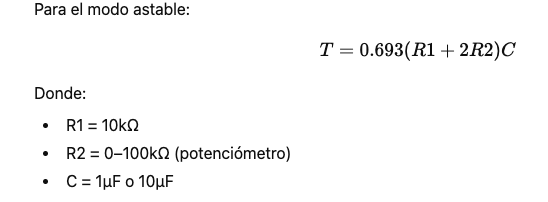 Para el modo astable:
T = 0.693(R1 + 2R2)C
Donde:
• R1 = 10kΩ
• R2 = 0–100kΩ (potenciómetro)
• C = 1µF o 10µF